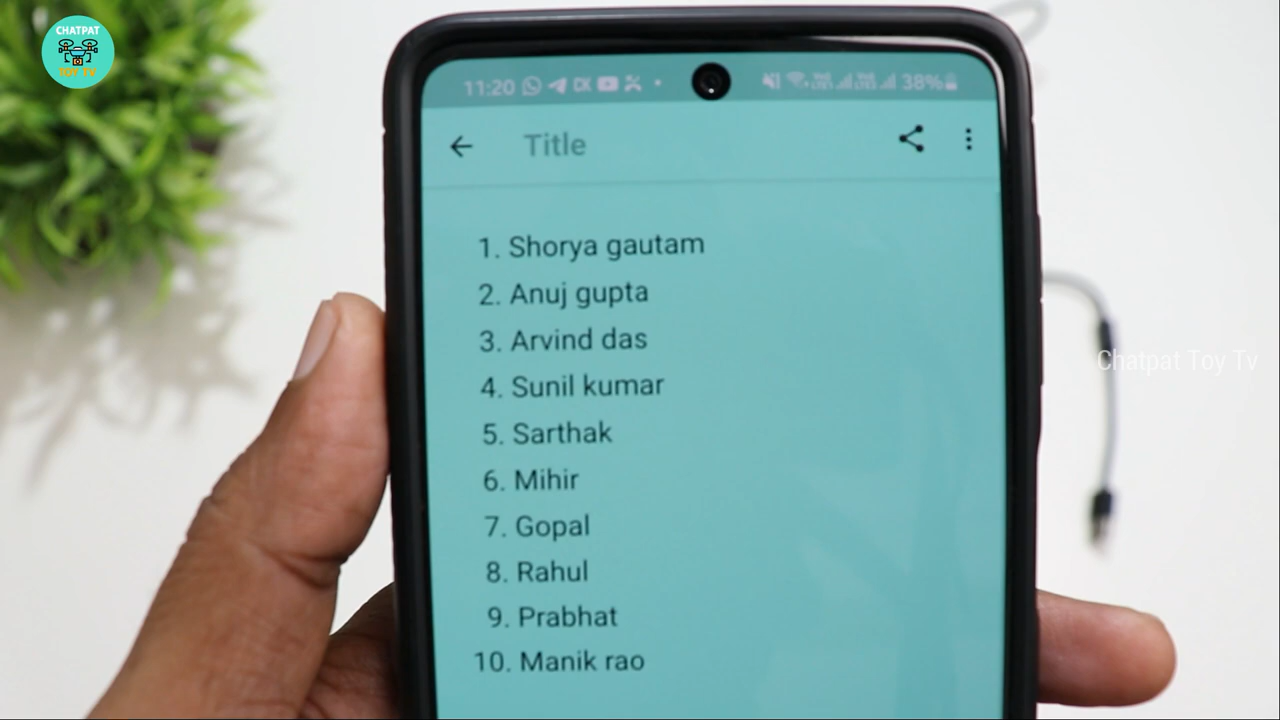 CHATPAT
TOY TV
11:20
38%
Title
1. Shorya gautam
2. Anuj gupta
3. Arvind das
4. Sunil kumar
5. Sarthak
6. Mihir
7. Gopal
8. Rahul
9. Prabhat
10. Manik rao
Chatpat Toy Tv